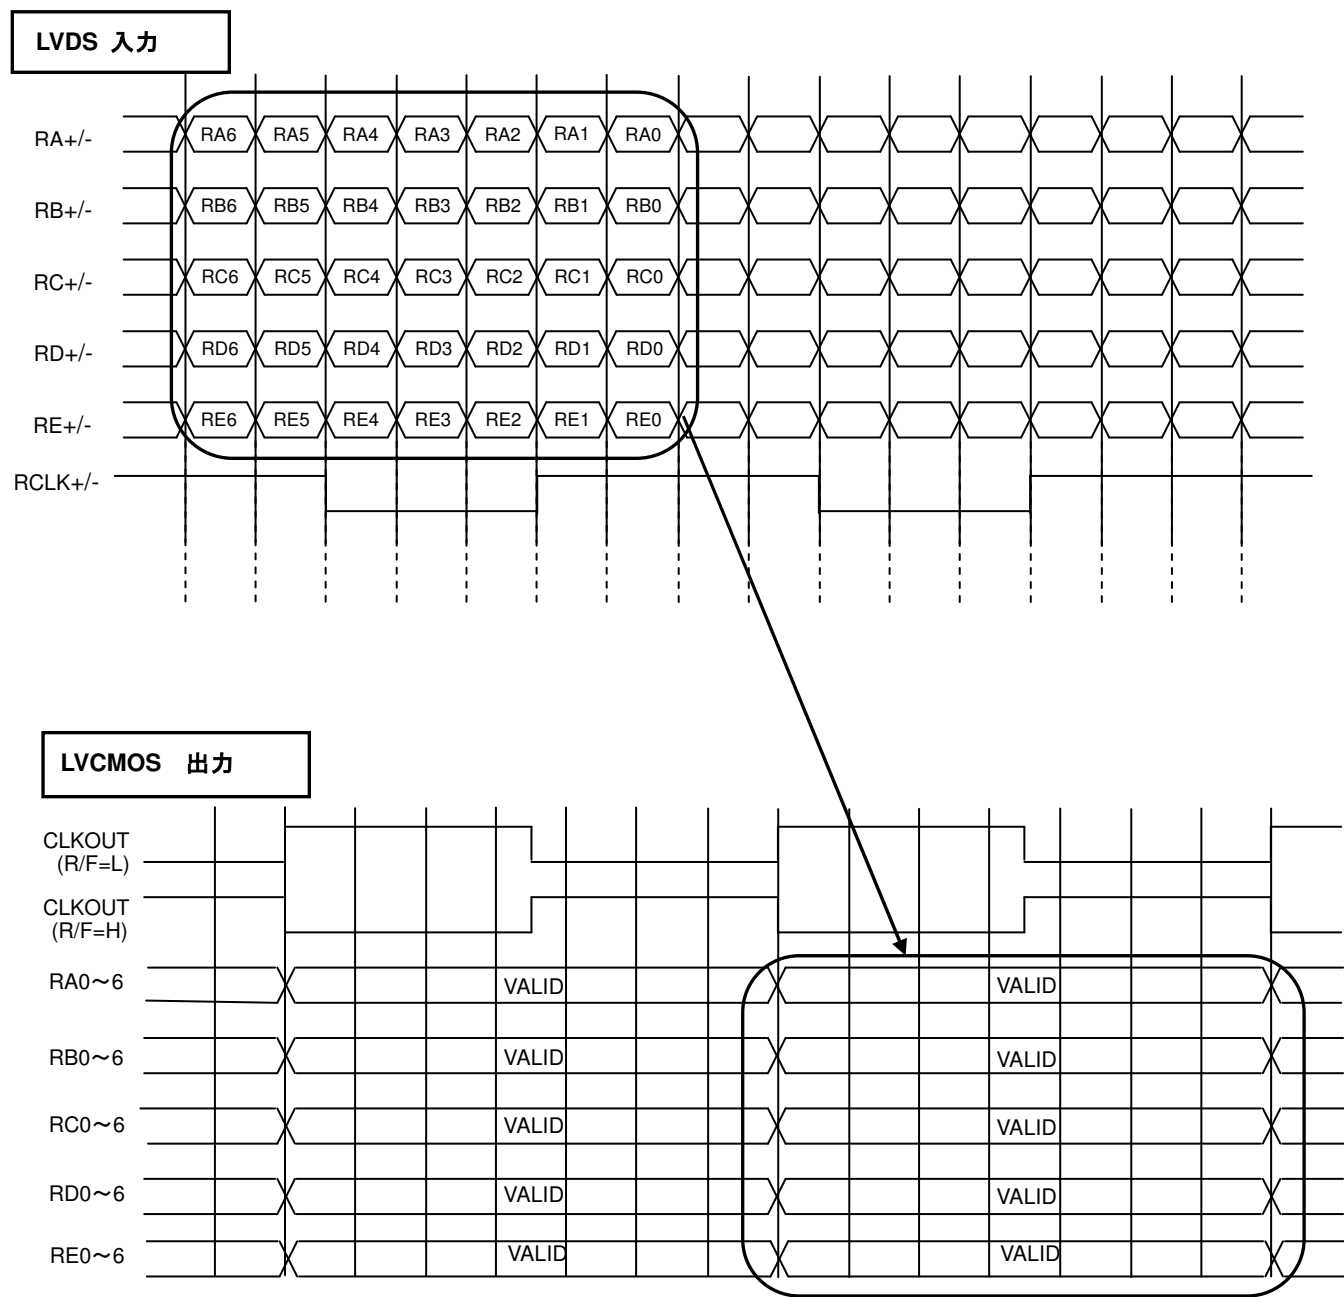 LVDS 入力
RA+/- RA6 RA5 RA4 RA3 RA2 RA1 RA0
RB+/- RB6 RB5 RB4 RB3 RB2 RB1 RB0
RC+/- RC6 RC5 RC4 RC3 RC2 RC1 RC0
RD+/- RD6 RD5 RD4 RD3 RD2 RD1 RD0
RE+/- RE6 RE5 RE4 RE3 RE2 RE1 RE0
RCLK+/-
LVCMOS 出力
CLKOUT
(R/F=L)
CLKOUT
(R/F=H)
RA0～6 VALID VALID
RB0～6 VALID VALID
RC0～6 VALID VALID
RD0～6 VALID VALID
RE0～6 VALID VALID